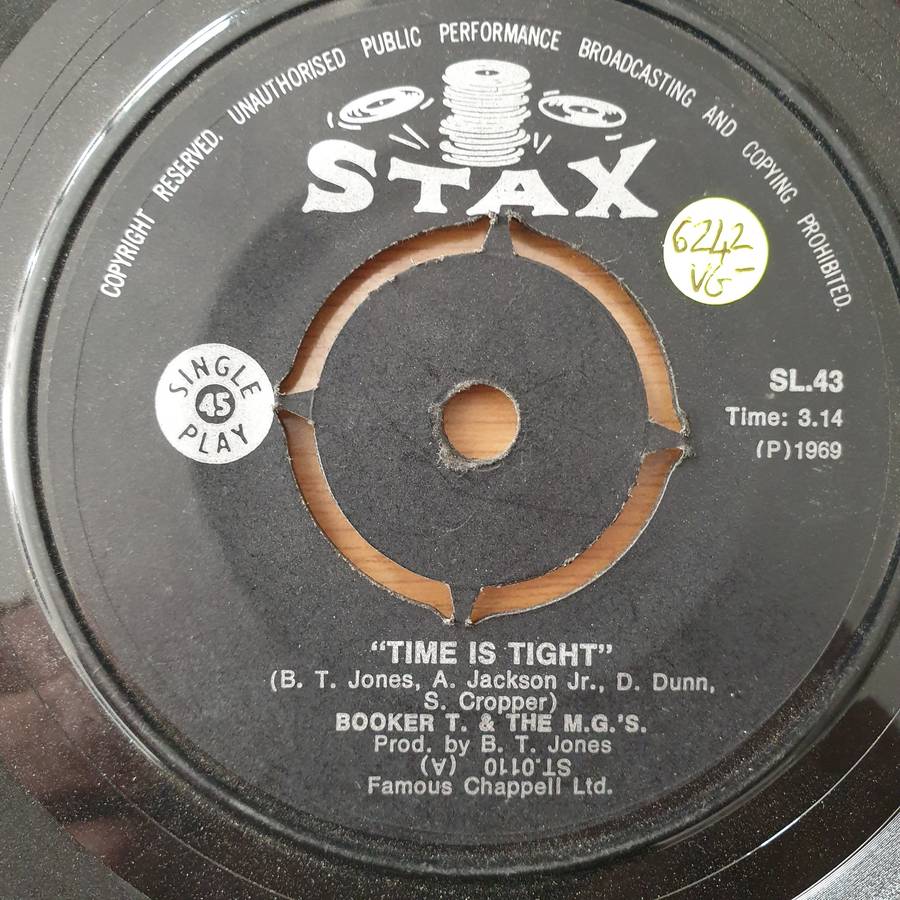 COPYRIGHT RESERVED. UNAUTHORISED PUBLIC PERFORMANCE BROADCASTING AND COPYING PROHIBITED.
STAX
6242
VG-
SINGLE
45
PLAY
SL.43
Time: 3.14
(P)1969
“TIME IS TIGHT”
(B. T. Jones, A. Jackson Jr., D. Dunn,
S. Cropper)
BOOKER T. & THE M.G.'S.
Prod. by B. T. Jones
ST.0110 (A)
Famous Chappell Ltd.